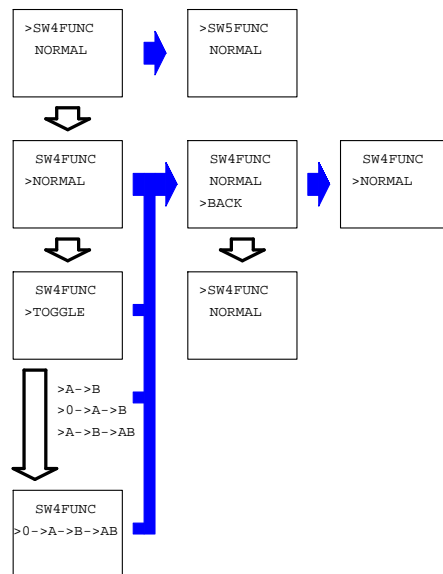 >SW4FUNC
NORMAL
>SW5FUNC
NORMAL
SW4FUNC
>NORMAL
SW4FUNC
NORMAL
>BACK
SW4FUNC
>NORMAL
SW4FUNC
>TOGGLE
>SW4FUNC
NORMAL
>A->B
>0->A->B
>A->B->AB
SW4FUNC
>0->A->B->AB